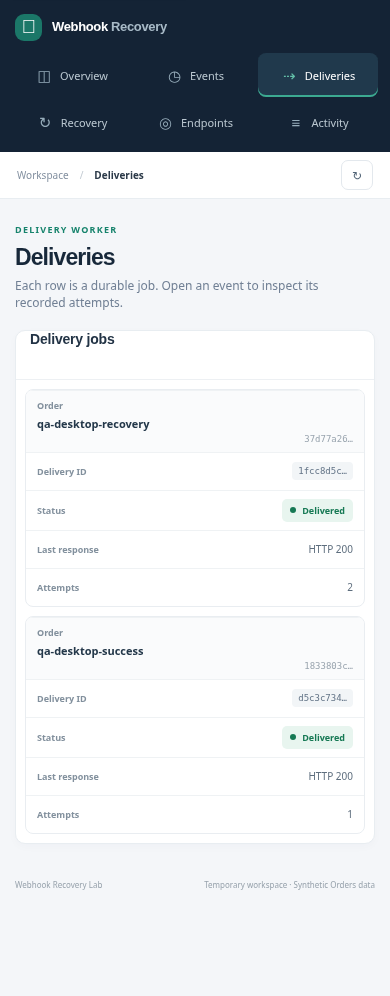 Webhook Recovery
Overview
Events
Deliveries
Recovery
Endpoints
Activity
Workspace / Deliveries
DELIVERY WORKER
Deliveries
Each row is a durable job. Open an event to inspect its
recorded attempts.
Delivery jobs
Order
qa-desktop-recovery
37d77a26…
Delivery ID 1fcc8d5c…
Status Delivered
Last response HTTP 200
Attempts 2
Order
qa-desktop-success
1833803c…
Delivery ID d5c3c734…
Status Delivered
Last response HTTP 200
Attempts 1
Webhook Recovery Lab Temporary workspace · Synthetic Orders data